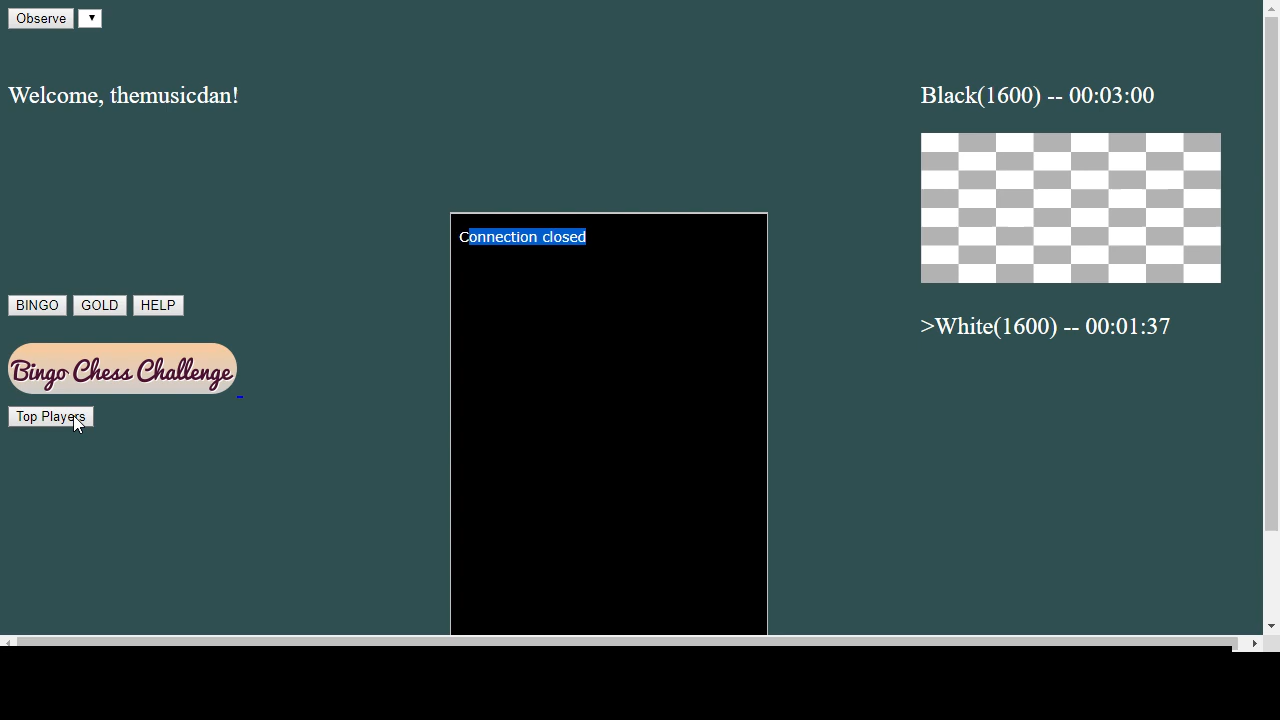 Observe
Welcome, themusicdan!
Black(1600) -- 00:03:00
Connection closed
BINGO GOLD HELP
>White(1600) -- 00:01:37
Bingo Chess Challenge
Top Players